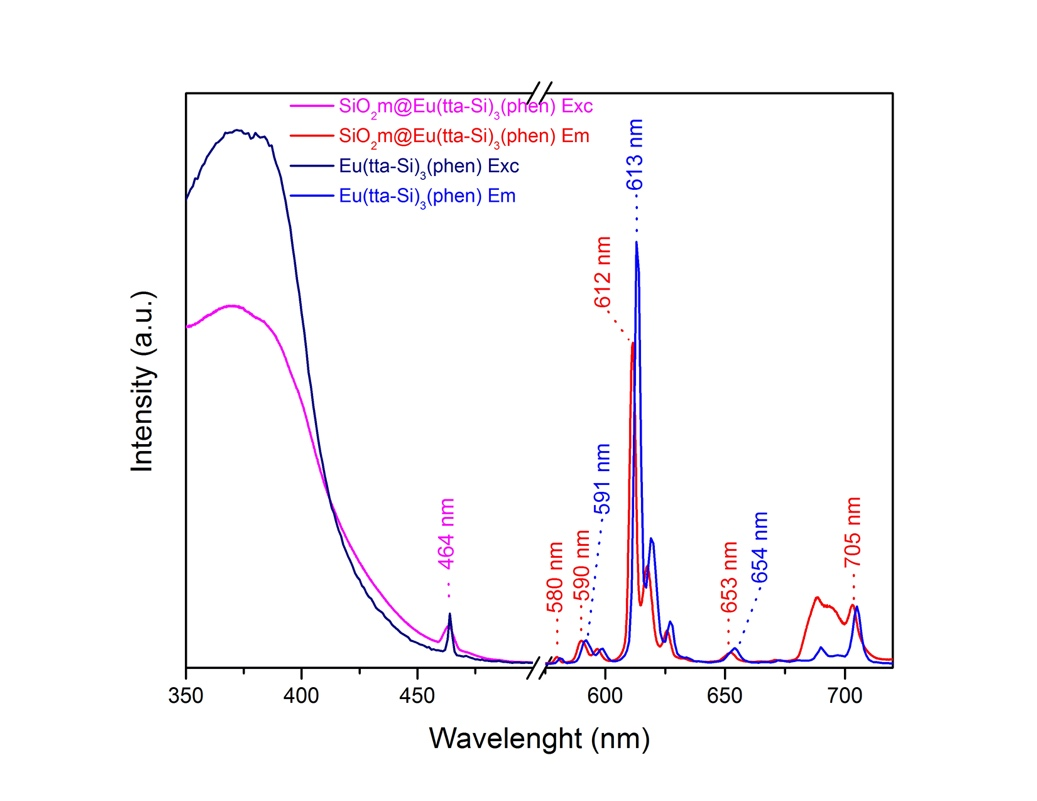 SiO2m@Eu(tta-Si)3(phen) Exc
SiO2m@Eu(tta-Si)3(phen) Em
Eu(tta-Si)3(phen) Exc
Eu(tta-Si)3(phen) Em
613 nm
612 nm
591 nm
464 nm
580 nm
590 nm
653 nm
654 nm
705 nm
Intensity (a.u.)
350
400
450
600
650
700
Wavelenght (nm)